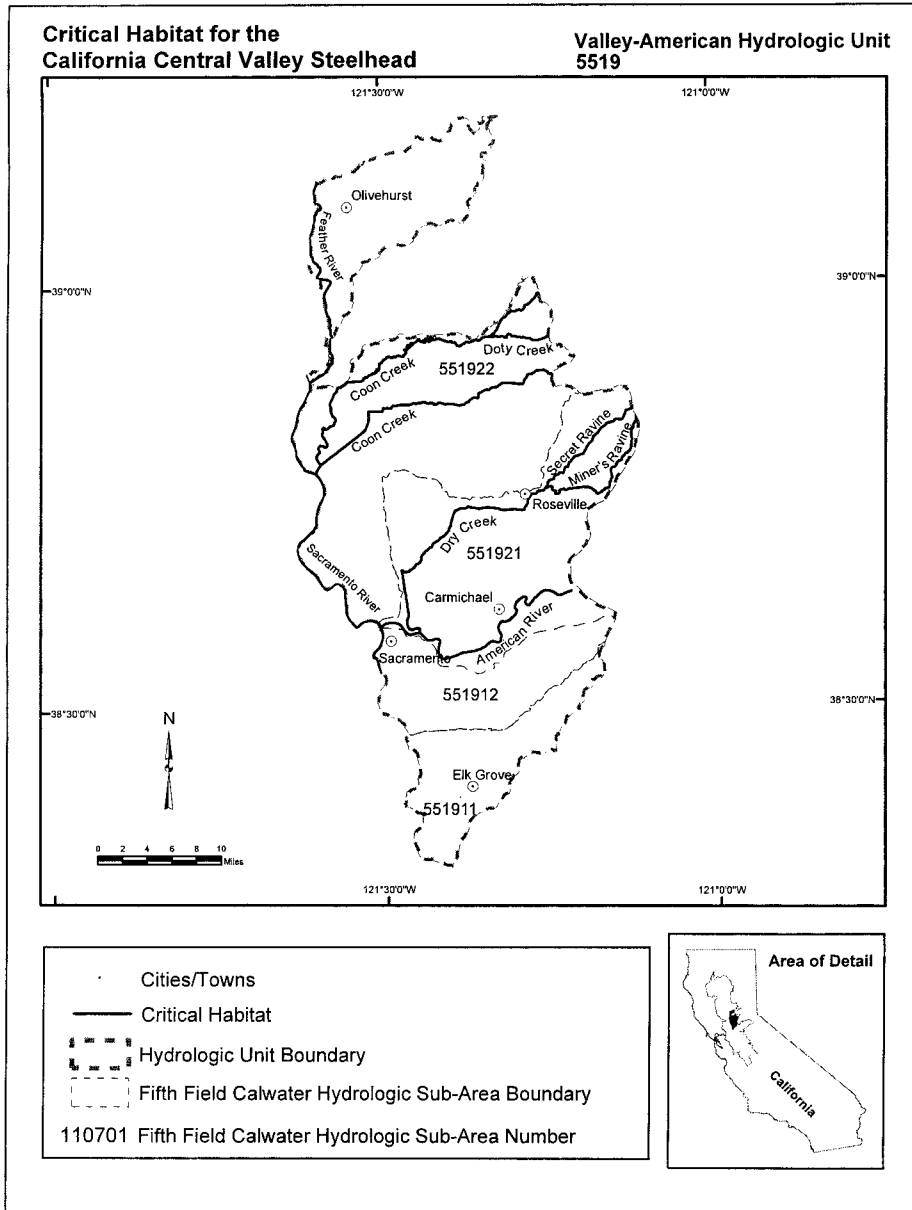 Critical Habitat for the
California Central Valley Steelhead
Valley-American Hydrologic Unit
5519
121°30'0"W
121°0'0"W
Olivehurst
Feather River
39°0'0"N
39°0'0"N
Doty Creek
Coon Creek
551922
Coon Creek
Secret Ravine
Miner's Ravine
Roseville
Dry Creek
551921
Sacramento River
Carmichael
American River
Sacramento
551912
38°30'0"N
38°30'0"N
N
Elk Grove
551911
0 2 4 6 8 10
Miles
121°30'0"W
121°0'0"W
Cities/Towns
Critical Habitat
Hydrologic Unit Boundary
Fifth Field Calwater Hydrologic Sub-Area Boundary
110701 Fifth Field Calwater Hydrologic Sub-Area Number
Area of Detail
California